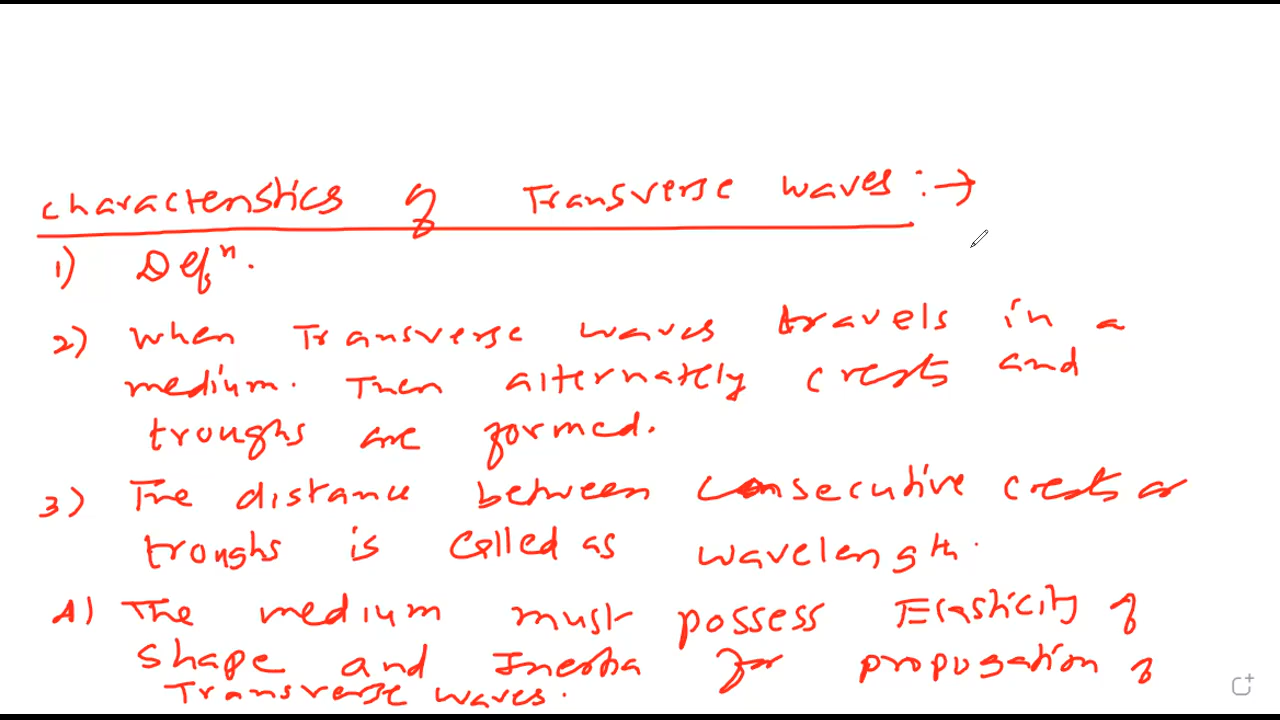 characteristics of Transverse waves :→
1) Defⁿ.
2) when Transverse waves travels in a
medium. Then alternately crests and
troughs are formed.
3) The distance between consecutive crests or
troughs is called as wavelength.
4) The medium must possess Elasticity of
shape and Inertia for propagation of
Transverse waves.